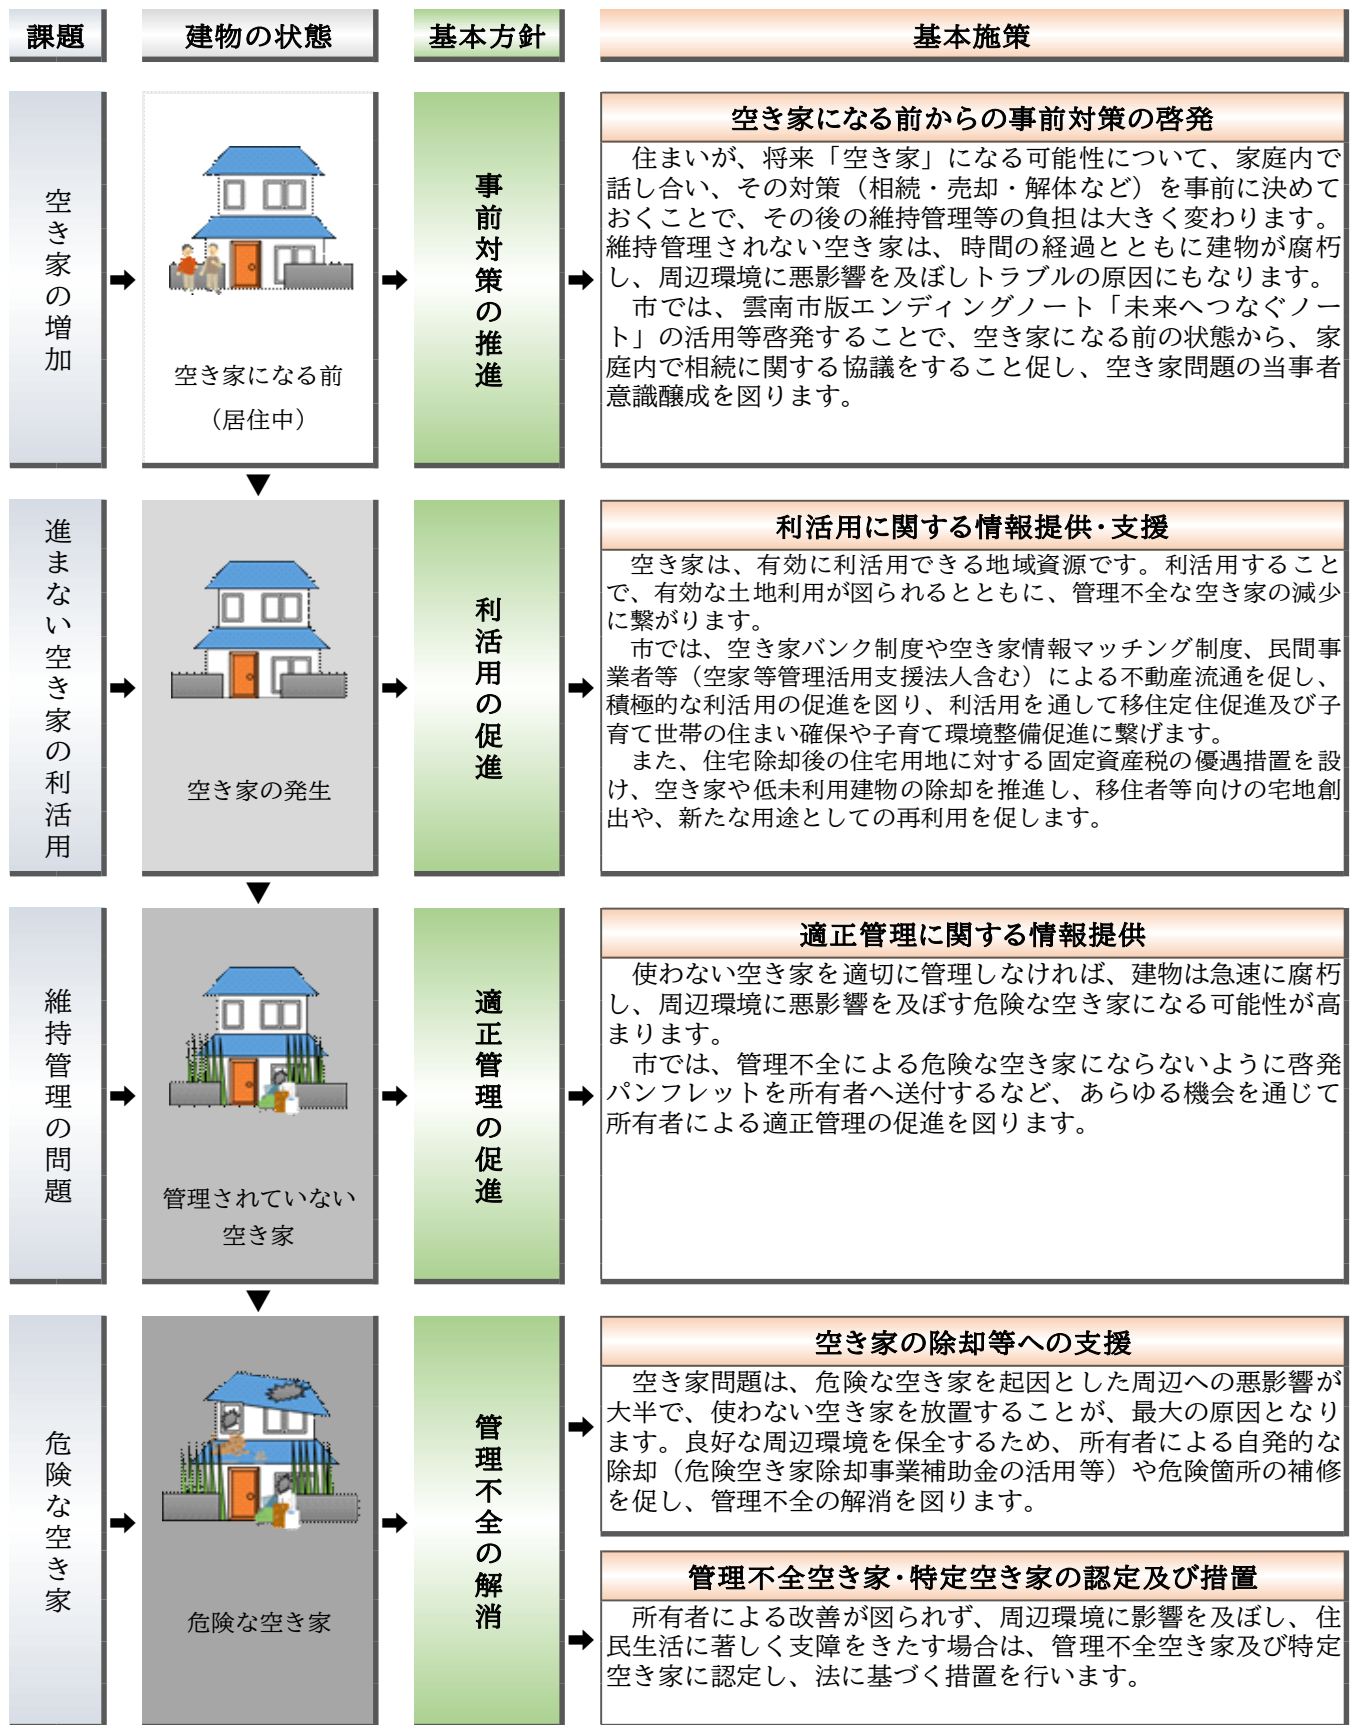 課題
建物の状態
基本方針
基本施策
空き家の増加
空き家になる前
（居住中）
事前対策の推進
空き家になる前からの事前対策の啓発
住まいが、将来「空き家」になる可能性について、家庭内で
話し合い、その対策（相続・売却・解体など）を事前に決めて
おくことで、その後の維持管理等の負担は大きく変わります。
維持管理されない空き家は、時間の経過とともに建物が腐朽
し、周辺環境に悪影響を及ぼしトラブルの原因にもなります。
市では、雲南市版エンディングノート「未来へつなぐノー
ト」の活用等啓発することで、空き家になる前の状態から、家
庭内で相続に関する協議をすること促し、空き家問題の当事者
意識醸成を図ります。
▼
進まない空き家の利活用
空き家の発生
利活用の促進
利活用に関する情報提供・支援
空き家は、有効に利活用できる地域資源です。利活用すること
で、有効な土地利用が図られるとともに、管理不全な空き家の減少
に繋がります。
市では、空き家バンク制度や空き家情報マッチング制度、民間事
業者等（空家等管理活用支援法人含む）による不動産流通を促し、
積極的な利活用の促進を図り、利活用を通して移住定住促進及び子
育て世帯の住まい確保や子育て環境整備促進に繋げます。
また、住宅除却後の住宅用地に対する固定資産税の優遇措置を設
け、空き家や低未利用建物の除却を推進し、移住者等向けの宅地創
出や、新たな用途としての再利用を促します。
▼
維持管理の問題
管理されていない
空き家
適正管理の促進
適正管理に関する情報提供
使わない空き家を適切に管理しなければ、建物は急速に腐朽
し、周辺環境に悪影響を及ぼす危険な空き家になる可能性が高
まります。
市では、管理不全による危険な空き家にならないように啓発
パンフレットを所有者へ送付するなど、あらゆる機会を通じて
所有者による適正管理の促進を図ります。
▼
危険な空き家
危険な空き家
管理不全の解消
空き家の除却等への支援
空き家問題は、危険な空き家を起因とした周辺への悪影響が
大半で、使わない空き家を放置することが、最大の原因となり
ます。良好な周辺環境を保全するため、所有者による自発的な
除却（危険空き家除却事業補助金の活用等）や危険箇所の補修
を促し、管理不全の解消を図ります。
管理不全空き家・特定空き家の認定及び措置
所有者による改善が図られず、周辺環境に影響を及ぼし、住
民生活に著しく支障をきたす場合は、管理不全空き家及び特定
空き家に認定し、法に基づく措置を行います。